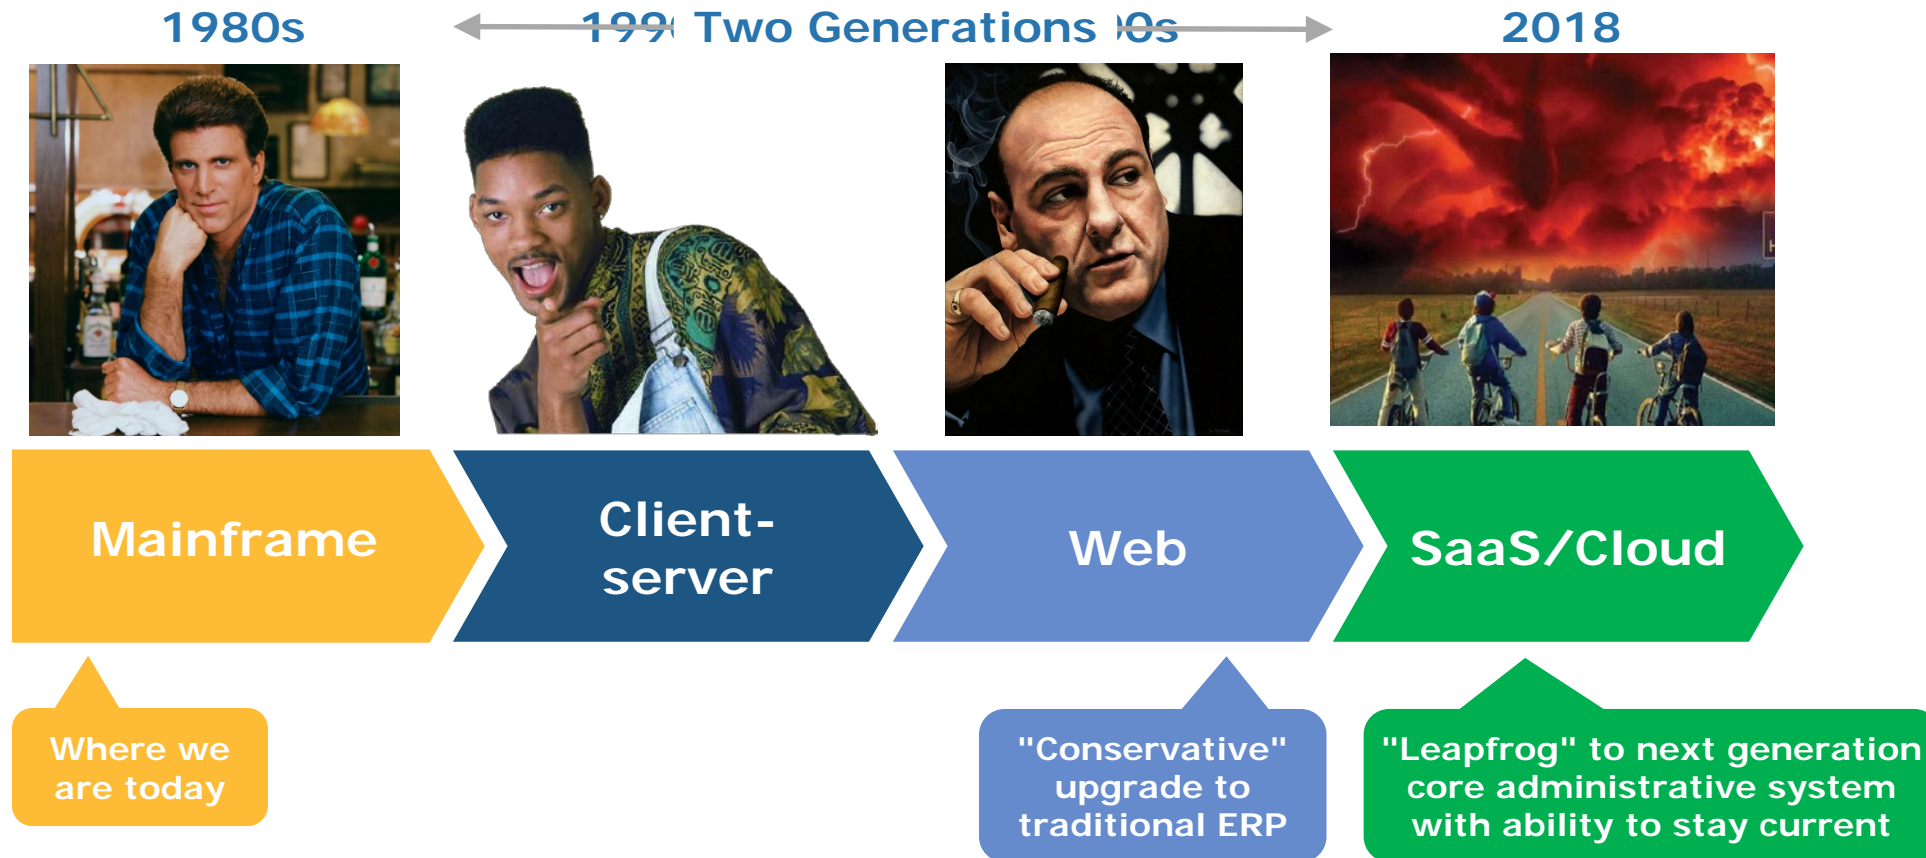 1980s
Two Generations
2018
Mainframe
Client-
server
Web
SaaS/Cloud
Where we
are today
"Conservative"
upgrade to
traditional ERP
"Leapfrog" to next generation
core administrative system
with ability to stay current